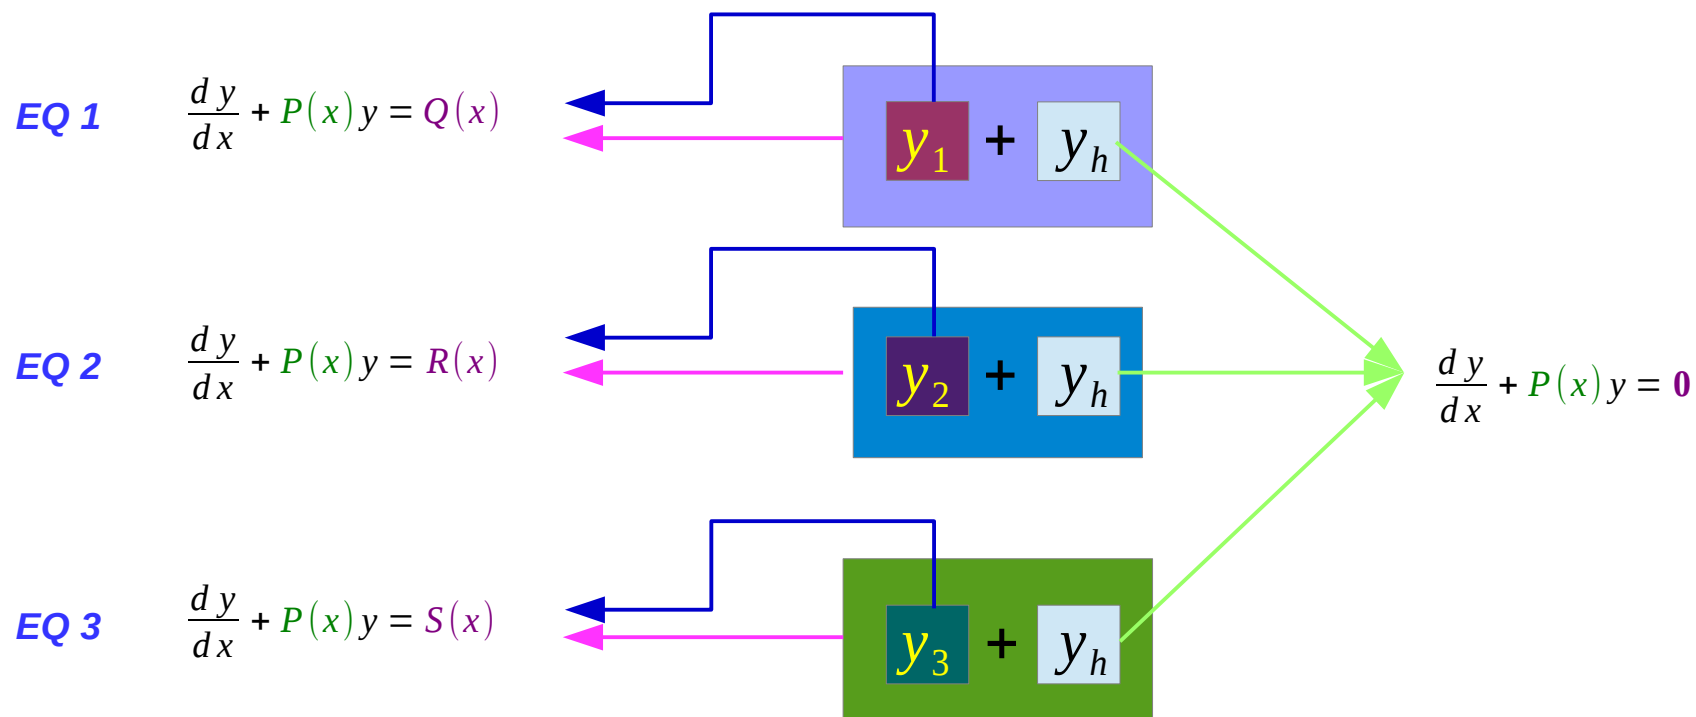 EQ 1 dy/dx + P(x)y = Q(x) y₁ + yₕ
EQ 2 dy/dx + P(x)y = R(x) y₂ + yₕ dy/dx + P(x)y = 0
EQ 3 dy/dx + P(x)y = S(x) y₃ + yₕ